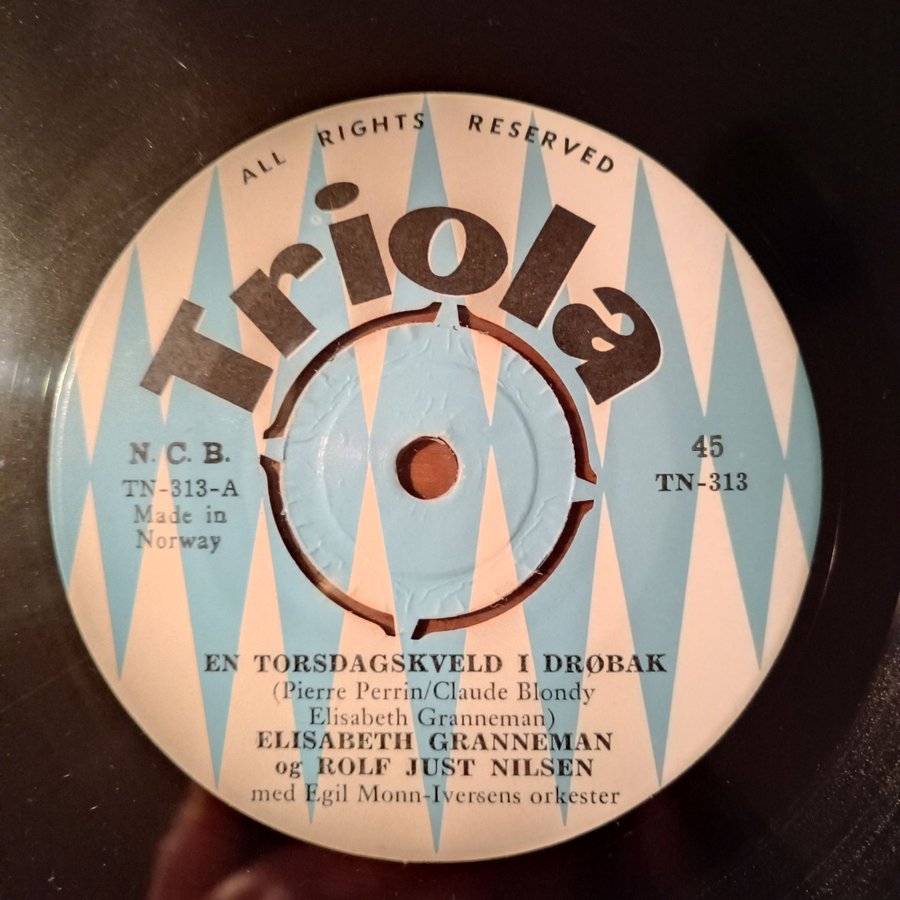 ALL RIGHTS RESERVED
Triola
N. C. B.
TN-313-A
Made in
Norway
45
TN-313
EN TORSDAGSKVELD I DRØBAK
(Pierre Perrin/Claude Blondy
Elisabeth Granneman)
ELISABETH GRANNEMAN
og ROLF JUST NILSEN
med Egil Monn-Iversens orkester